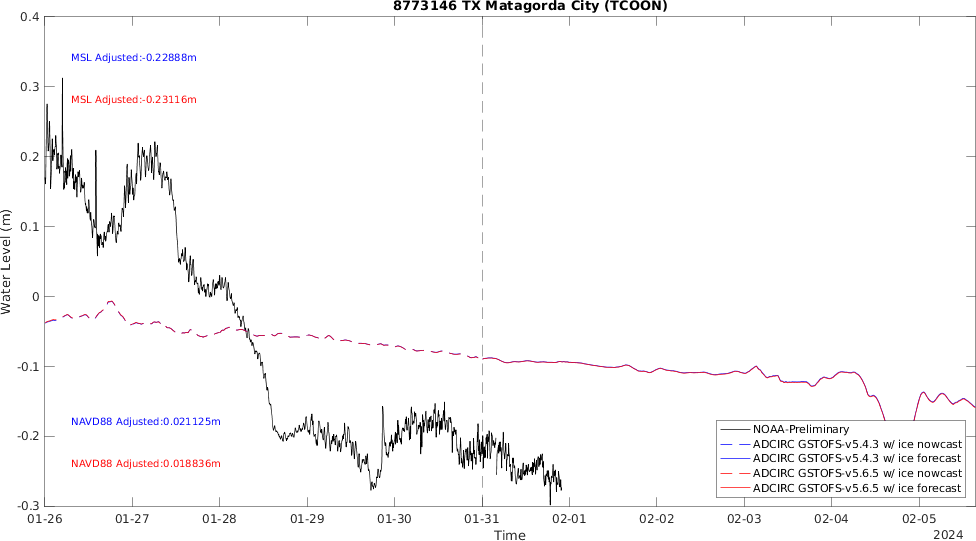 8773146 TX Matagorda City (TCOON)
0.4
0.3
0.2
0.1
0
-0.1
-0.2
-0.3
Water Level (m)
MSL Adjusted:-0.22888m
MSL Adjusted:-0.23116m
NAVD88 Adjusted:0.021125m
NAVD88 Adjusted:0.018836m
NOAA-Preliminary
ADCIRC GSTOFS-v5.4.3 w/ ice nowcast
ADCIRC GSTOFS-v5.4.3 w/ ice forecast
ADCIRC GSTOFS-v5.6.5 w/ ice nowcast
ADCIRC GSTOFS-v5.6.5 w/ ice forecast
01-26 01-27 01-28 01-29 01-30 01-31 02-01 02-02 02-03 02-04 02-05
Time
2024